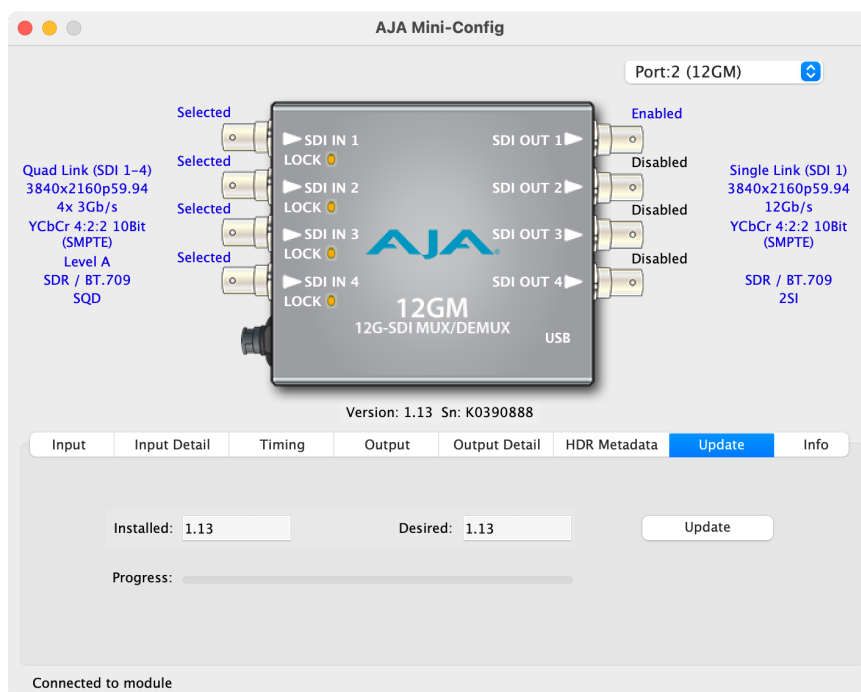 AJA Mini-Config
Port:2 (12GM)
Selected
Selected
Selected
Selected
Quad Link (SDI 1-4)
3840x2160p59.94
4x 3Gb/s
YCbCr 4:2:2 10Bit
(SMPTE)
Level A
SDR / BT.709
SQD
SDI IN 1
LOCK
SDI IN 2
LOCK
SDI IN 3
LOCK
SDI IN 4
LOCK
AJA
12GM
12G-SDI MUX/DEMUX
USB
SDI OUT 1
SDI OUT 2
SDI OUT 3
SDI OUT 4
Enabled
Disabled
Disabled
Disabled
Single Link (SDI 1)
3840x2160p59.94
12Gb/s
YCbCr 4:2:2 10Bit
(SMPTE)
SDR / BT.709
2SI
Version: 1.13 Sn: K0390888
Input Input Detail Timing Output Output Detail HDR Metadata Update Info
Installed: 1.13 Desired: 1.13 Update
Progress:
Connected to module